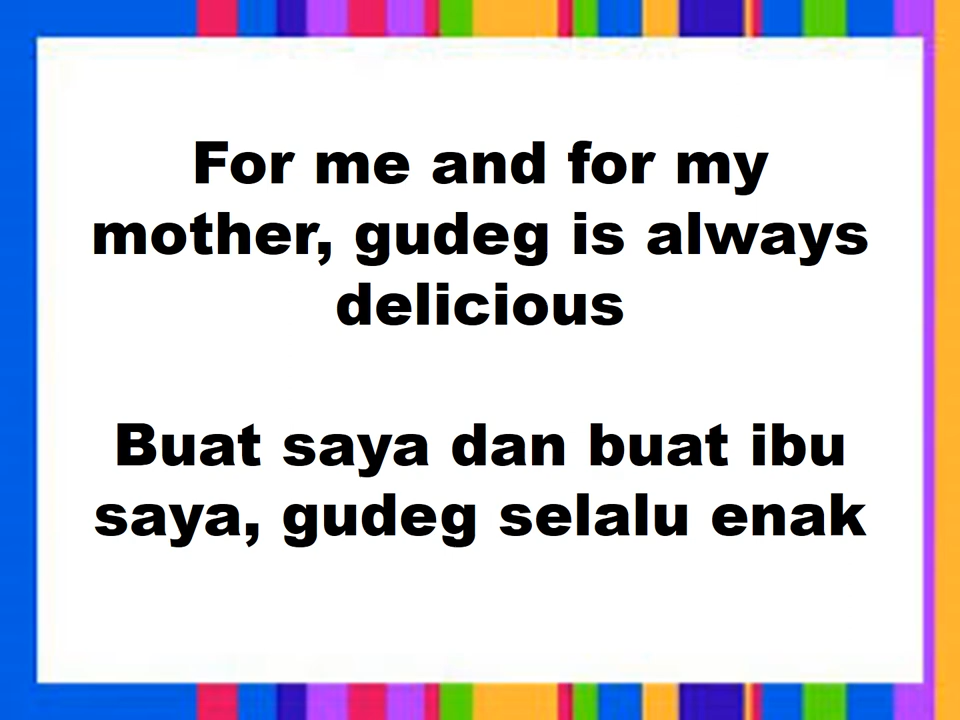 For me and for my
mother, gudeg is always
delicious
Buat saya dan buat ibu
saya, gudeg selalu enak